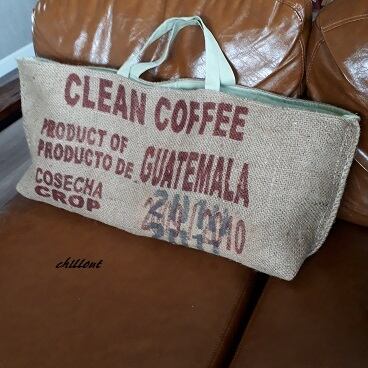 CLEAN COFFEE
PRODUCT OF
PRODUCTO DE GUATEMALA
COSECHA
CROP
chillout